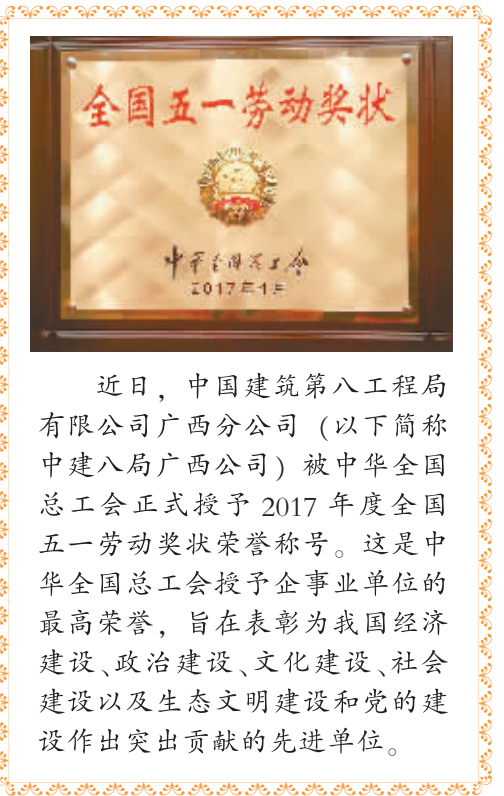 全国五一劳动奖状
中华全国总工会
2017年4月
近日，中国建筑第八工程局
有限公司广西分公司（以下简称
中建八局广西公司）被中华全国
总工会正式授予 2017 年度全国
五一劳动奖状荣誉称号。这是中
华全国总工会授予企事业单位的
最高荣誉，旨在表彰为我国经济
建设、政治建设、文化建设、社会
建设以及生态文明建设和党的建
设作出突出贡献的先进单位。